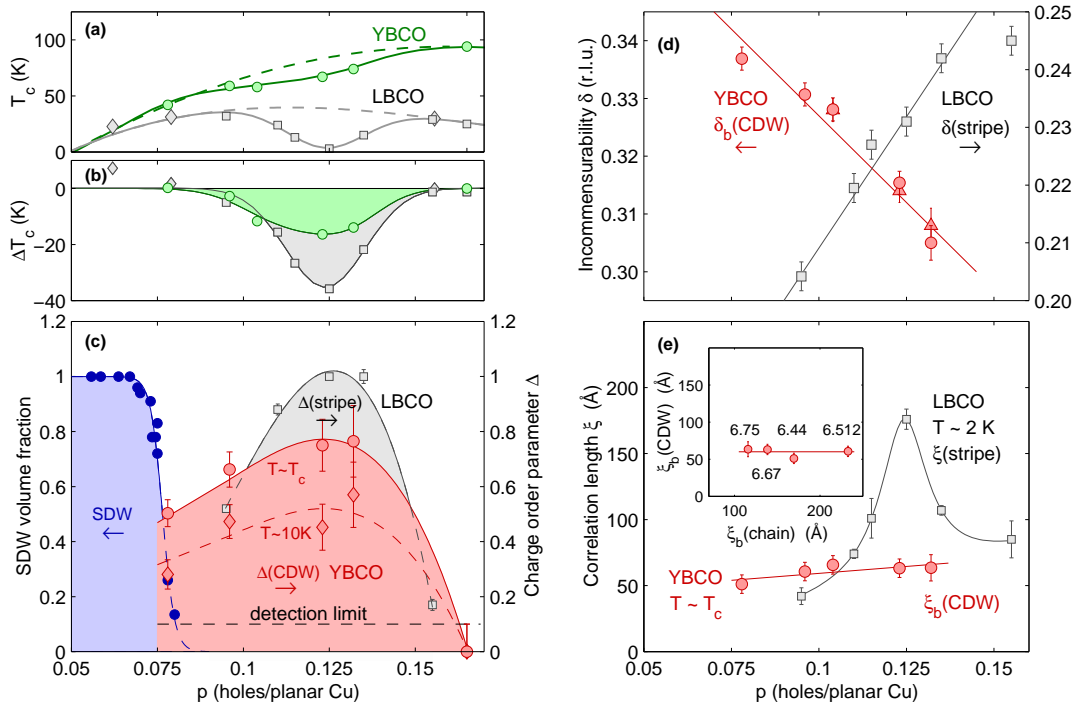 (a)
YBCO
LBCO
T_c (K)
100
50
0
(b)
ΔT_c (K)
0
−20
−40
(c)
SDW volume fraction
1.2
1
0.8
0.6
0.4
0.2
0
SDW
←
Δ(stripe)
→
LBCO
T~T_c
T~10K
Δ(CDW) YBCO
→
detection limit
1.2
1
0.8
0.6
0.4
0.2
0
Charge order parameter Δ
0.05 0.075 0.1 0.125 0.15
p (holes/planar Cu)
(d)
Incommensurability δ (r.l.u.)
0.34
0.33
0.32
0.31
0.30
YBCO
δ_b(CDW)
←
LBCO
δ(stripe)
→
0.25
0.24
0.23
0.22
0.21
0.20
(e)
Correlation length ξ (Å)
200
150
100
50
0
ξ_b(CDW) (Å)
200
150
100
50
0
6.75 6.44 6.512
6.67
100 200
ξ_b(chain) (Å)
LBCO
T ~ 2 K
ξ(stripe)
YBCO
T ~ T_c
ξ_b(CDW)
0.05 0.075 0.1 0.125 0.15
p (holes/planar Cu)